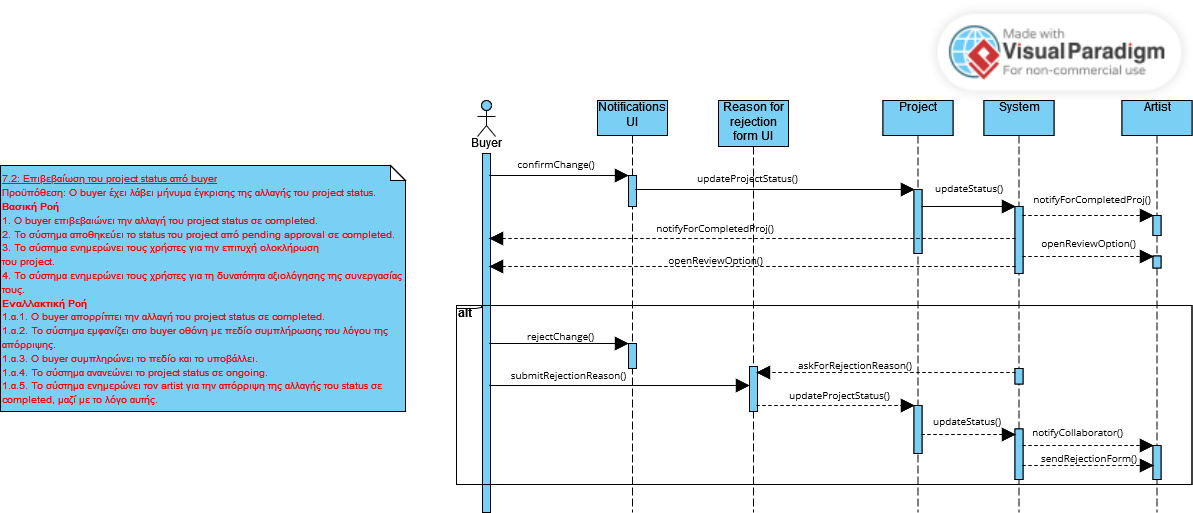 Made with
Visual Paradigm
For non-commercial use
Buyer
Notifications
UI
Reason for
rejection
form UI
Project
System
Artist
7.2: Επιβεβαίωση του project status από buyer
Προϋπόθεση: Ο buyer έχει λάβει μήνυμα έγκρισης της αλλαγής του project status.
Βασική Ροή
1. Ο buyer επιβεβαιώνει την αλλαγή του project status σε completed.
2. Το σύστημα αποθηκεύει το status του project από pending approval σε completed.
3. Το σύστημα ενημερώνει τους χρήστες για την επιτυχή ολοκλήρωση
του project.
4. Το σύστημα ενημερώνει τους χρήστες για τη δυνατότητα αξιολόγησης της συνεργασίας
τους.
Εναλλακτική Ροή
1.α.1. Ο buyer απορρίπτει την αλλαγή του project status σε completed.
1.α.2. Το σύστημα εμφανίζει στο buyer οθόνη με πεδίο συμπλήρωσης του λόγου της
απόρριψης.
1.α.3. Ο buyer συμπληρώνει το πεδίο και το υποβάλλει.
1.α.4. Το σύστημα ανανεώνει το project status σε ongoing.
1.α.5. Το σύστημα ενημερώνει τον artist για την απόρριψη της αλλαγής του status σε
completed, μαζί με το λόγο αυτής.
confirmChange()
updateProjectStatus()
updateStatus()
notifyForCompletedProj()
notifyForCompletedProj()
openReviewOption()
openReviewOption()
alt
rejectChange()
askForRejectionReason()
submitRejectionReason()
updateProjectStatus()
updateStatus()
notifyCollaborator()
sendRejectionForm()